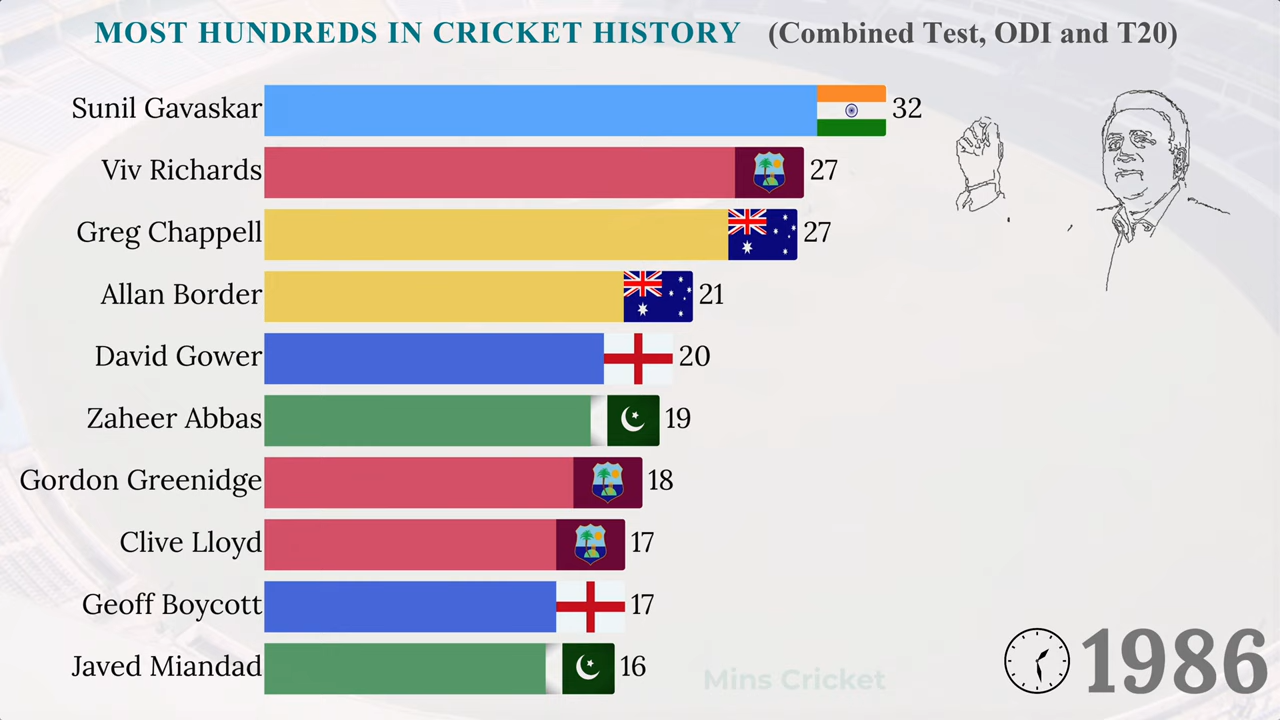 MOST HUNDREDS IN CRICKET HISTORY (Combined Test, ODI and T20)
Sunil Gavaskar 32
Viv Richards 27
Greg Chappell 27
Allan Border 21
David Gower 20
Zaheer Abbas 19
Gordon Greenidge 18
Clive Lloyd 17
Geoff Boycott 17
Javed Miandad 16
Mins Cricket
1986